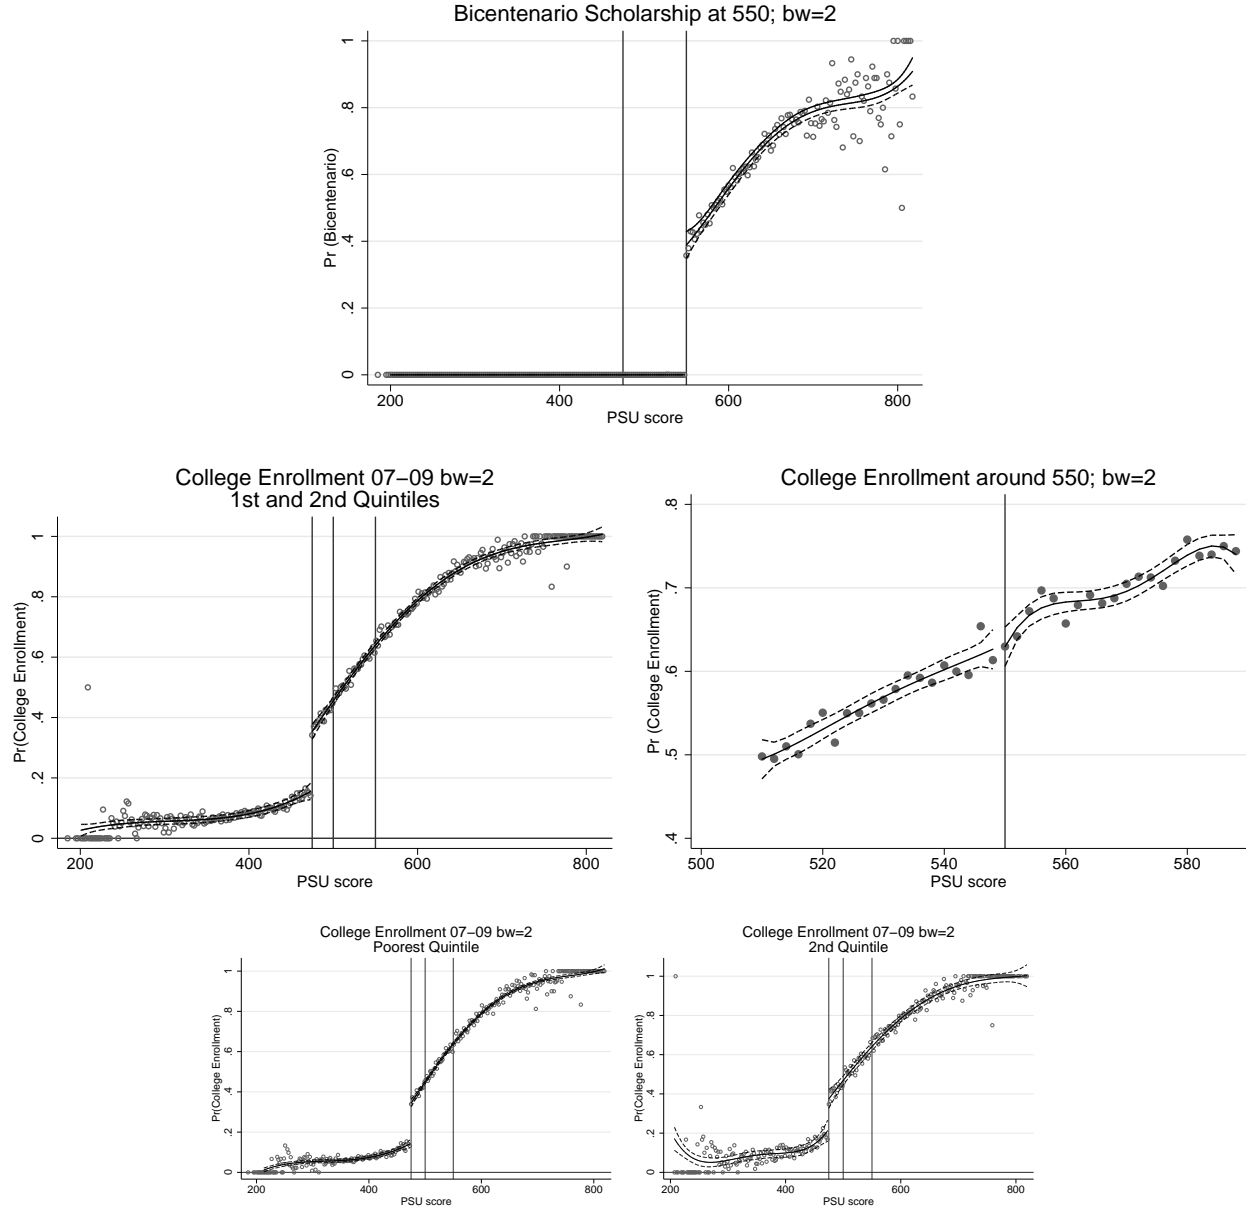 Bicentenario Scholarship at 550; bw=2
Pr (Bicentenario)
1
.8
.6
.4
.2
0
200 400 600 800
PSU score
College Enrollment 07−09 bw=2
1st and 2nd Quintiles
Pr(College Enrollment)
1
.8
.6
.4
.2
0
200 400 600 800
PSU score
College Enrollment around 550; bw=2
Pr (College Enrollment)
.8
.7
.6
.5
.4
500 520 540 560 580
PSU score
College Enrollment 07−09 bw=2
Poorest Quintile
Pr(College Enrollment)
1
.8
.6
.4
.2
0
200 400 600 800
PSU score
College Enrollment 07−09 bw=2
2nd Quintile
Pr(College Enrollment)
1
.8
.6
.4
.2
0
200 400 600 800
PSU score